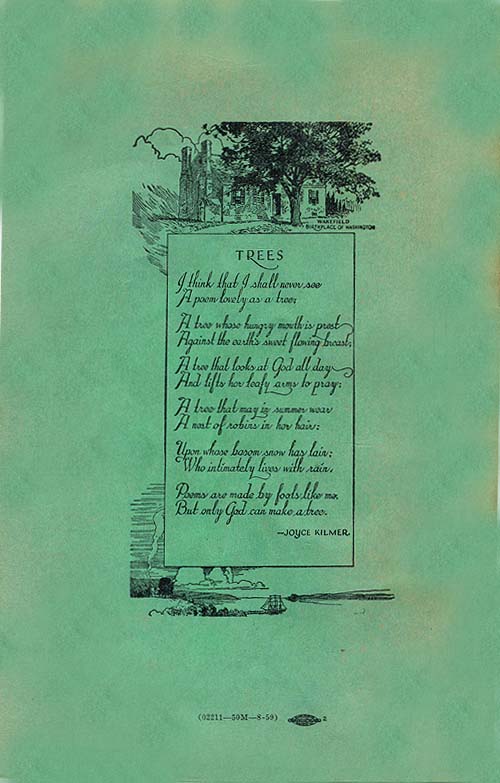 WAKEFIELD
BIRTHPLACE OF WASHINGTON
TREES
I think that I shall never see
A poem lovely as a tree;
A tree whose hungry mouth is prest
Against the earth's sweet flowing breast;
A tree that looks at God all day
And lifts her leafy arms to pray;
A tree that may in summer wear
A nest of robins in her hair;
Upon whose bosom snow has lain;
Who intimately lives with rain.
Poems are made by fools like me,
But only God can make a tree.
—JOYCE KILMER
(02211—50M—8-59) 2